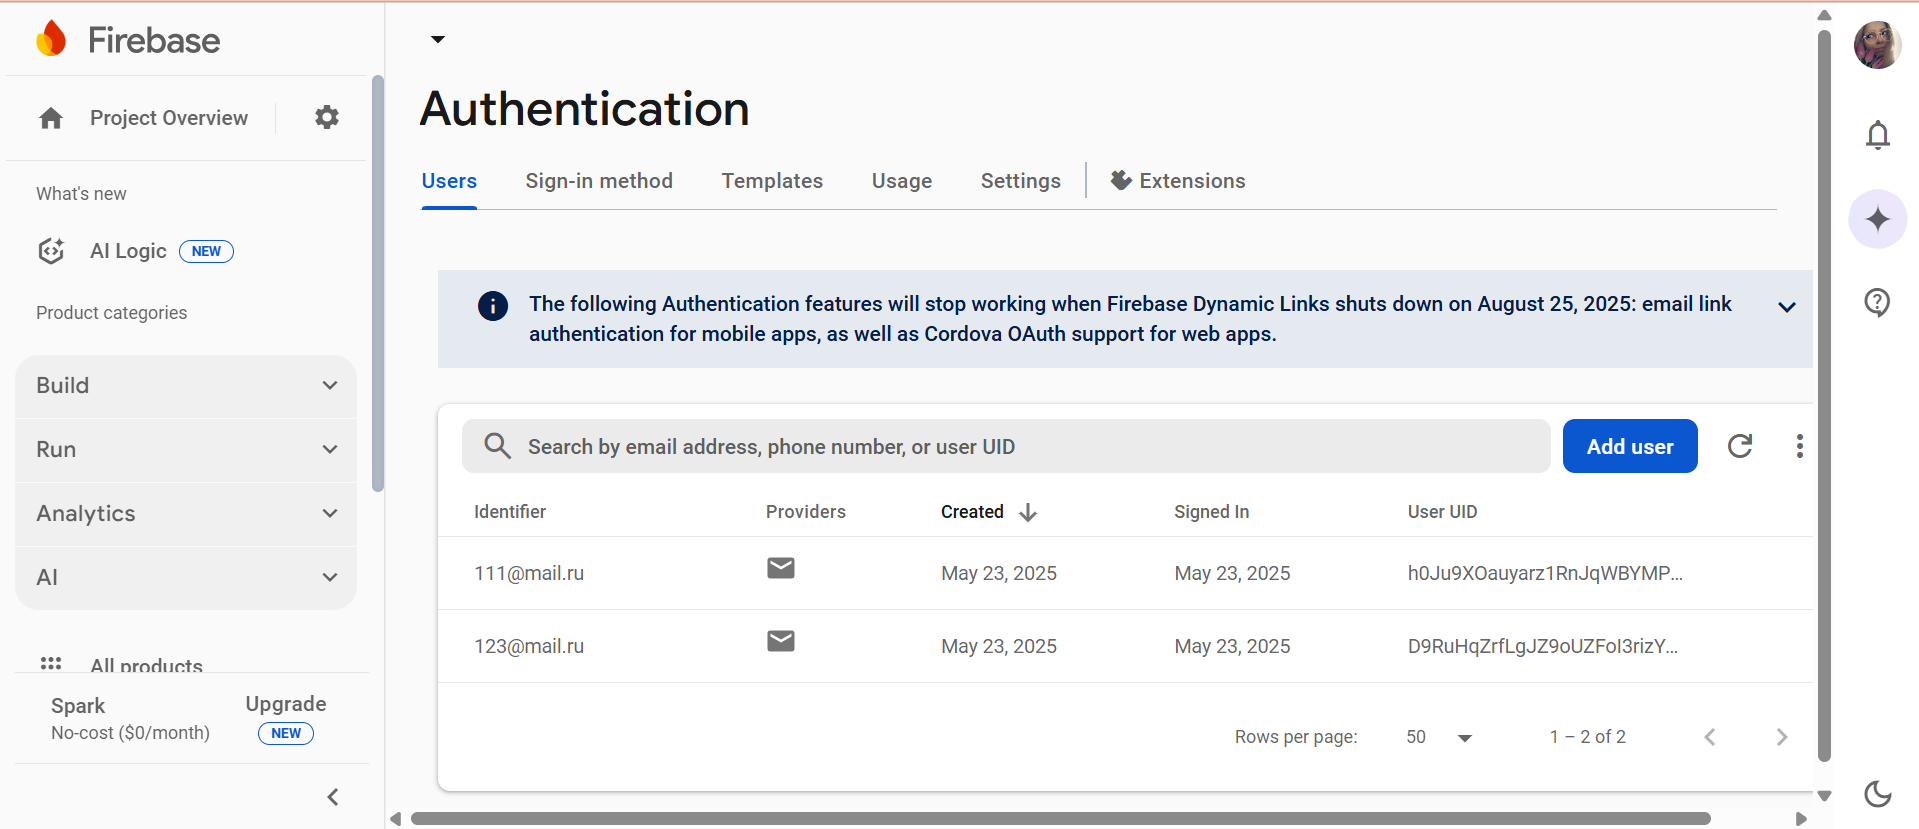 Firebase
Project Overview
What's new
AI Logic NEW
Product categories
Build
Run
Analytics
AI
All products
Spark
No-cost ($0/month)
Upgrade
NEW
Authentication
Users Sign-in method Templates Usage Settings Extensions
The following Authentication features will stop working when Firebase Dynamic Links shuts down on August 25, 2025: email link
authentication for mobile apps, as well as Cordova OAuth support for web apps.
Search by email address, phone number, or user UID
Add user
Identifier Providers Created Signed In User UID
111@mail.ru May 23, 2025 May 23, 2025 h0Ju9XOauyarz1RnJqWBYMP...
123@mail.ru May 23, 2025 May 23, 2025 D9RuHqZrfLgJZ9oUZFoI3rizY...
Rows per page: 50 1 – 2 of 2